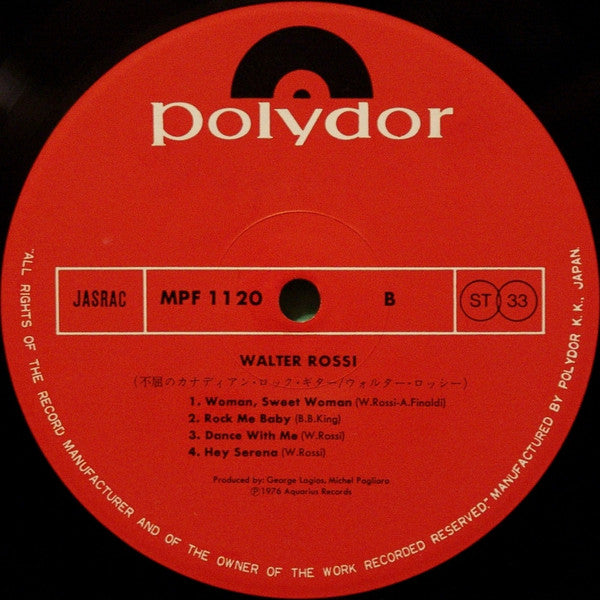 polydor
JASRAC
MPF 1120
B
ST 33
WALTER ROSSI
(不屈のカナディアン・ロック・ギター/ウォルター・ロッシー)
1. Woman, Sweet Woman (W.Rossi-A.Finaldi)
2. Rock Me Baby (B.B.King)
3. Dance With Me (W.Rossi)
4. Hey Serena (W.Rossi)
Produced by: George Lagios, Michel Pagliaro
Ⓟ1976 Aquarius Records
"ALL RIGHTS OF THE RECORD MANUFACTURER AND OF THE OWNER OF THE WORK RECORDED RESERVED." MANUFACTURED BY POLYDOR K.K., JAPAN.